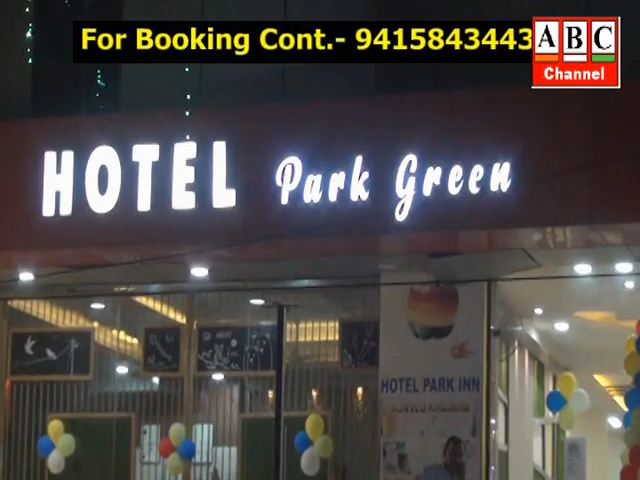 For Booking Cont.- 9415843443
ABC
Channel
HOTEL Park Green
HOTEL PARK INN